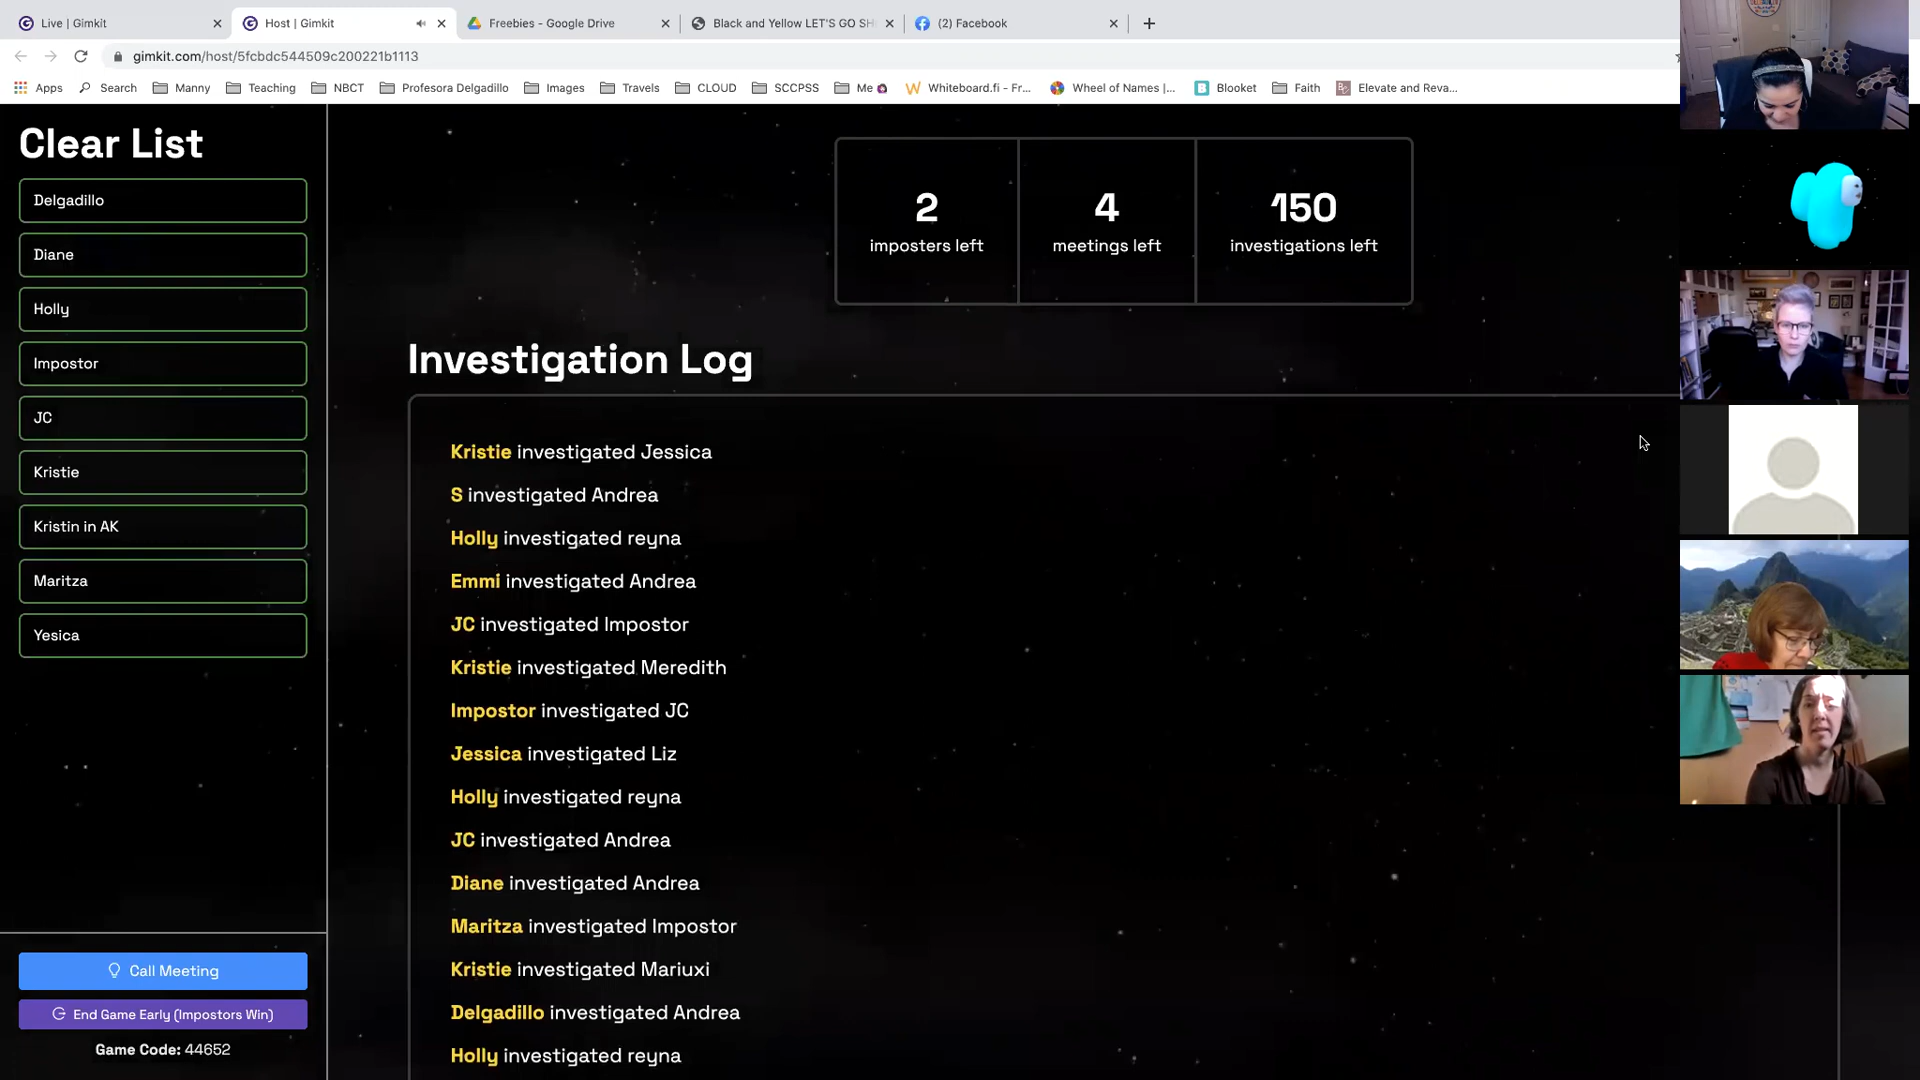 Live | Gimkit
Host | Gimkit
Freebies - Google Drive
Black and Yellow LET'S GO SH
(2) Facebook
gimkit.com/host/5fcbdc544509c200221b1113
Apps
Search
Manny
Teaching
NBCT
Profesora Delgadillo
Images
Travels
CLOUD
SCCPSS
Me
Whiteboard.fi - Fr...
Wheel of Names |...
Blooket
Faith
Elevate and Reva...
Clear List
Delgadillo
Diane
Holly
Impostor
JC
Kristie
Kristin in AK
Maritza
Yesica
Call Meeting
End Game Early (Impostors Win)
Game Code: 44652
2
imposters left
4
meetings left
150
investigations left
Investigation Log
Kristie investigated Jessica
S investigated Andrea
Holly investigated reyna
Emmi investigated Andrea
JC investigated Impostor
Kristie investigated Meredith
Impostor investigated JC
Jessica investigated Liz
Holly investigated reyna
JC investigated Andrea
Diane investigated Andrea
Maritza investigated Impostor
Kristie investigated Mariuxi
Delgadillo investigated Andrea
Holly investigated reyna